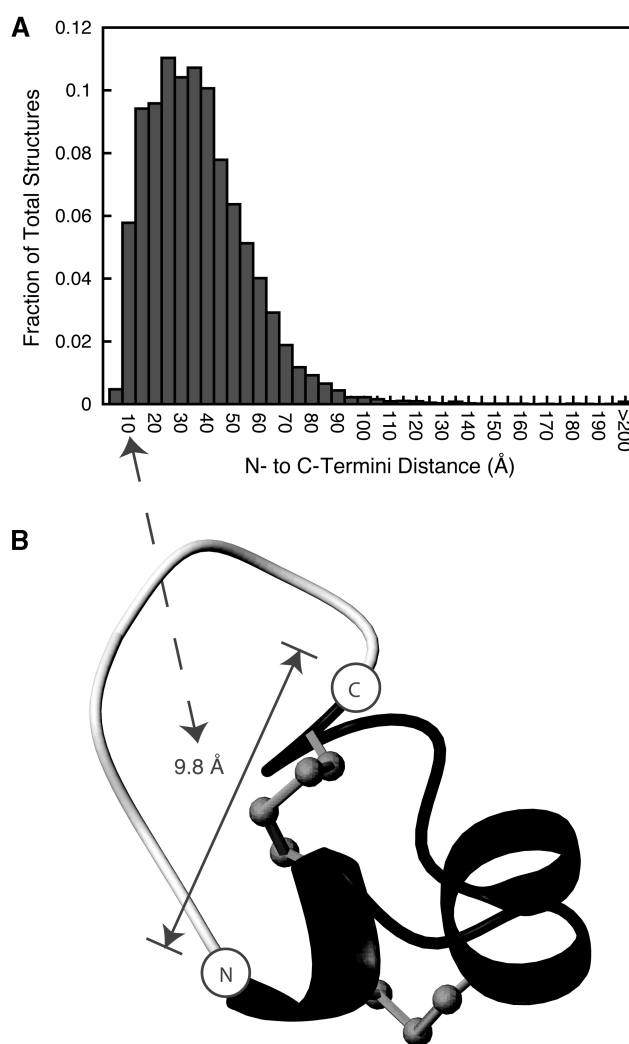 A
0.12
0.1
0.08
0.06
0.04
0.02
0
Fraction of Total Structures
10 20 30 40 50 60 70 80 90 100 110 120 130 140 150 160 170 180 190 >200
N- to C-Termini Distance (Å)
B
C
9.8 Å
N